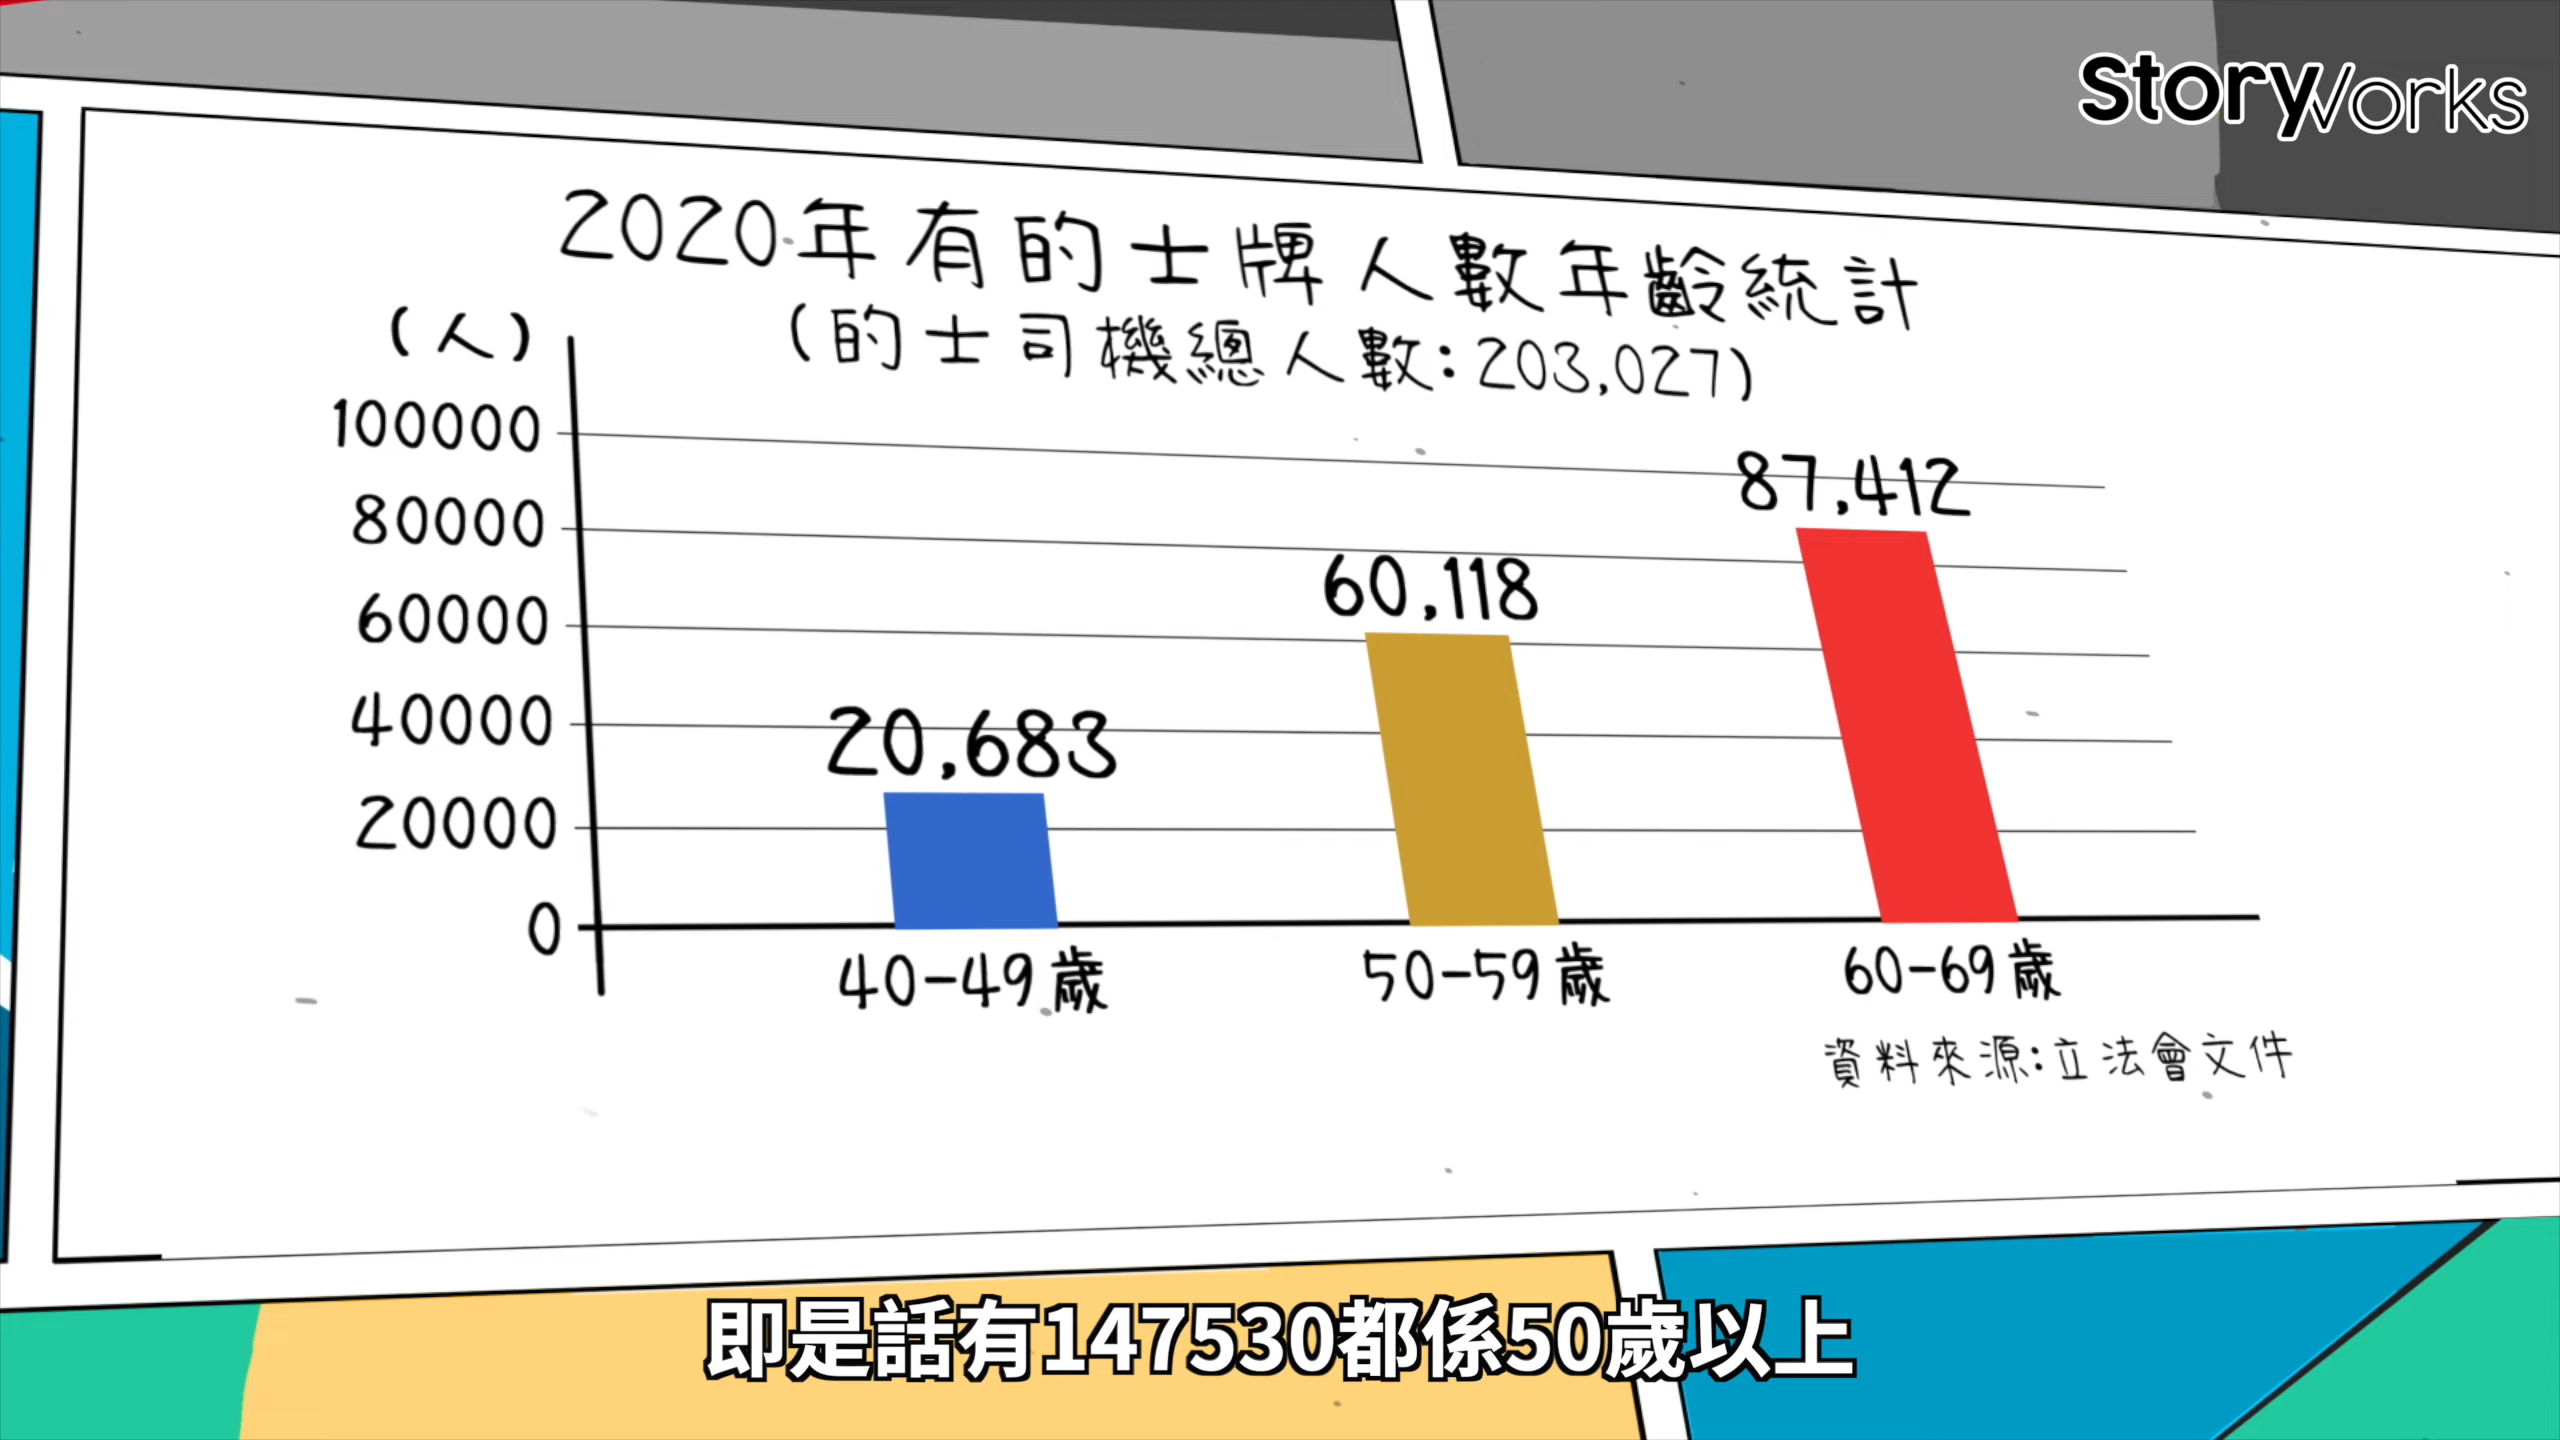 StoryWorks
2020年有的士牌人數年齡統計
(的士司機總人數:203,027)
(人)
100000
80000
60000
40000
20000
0
20,683
60,118
87,412
40-49歲
50-59歲
60-69歲
資料來源:立法會文件
即是話有147530都係50歲以上